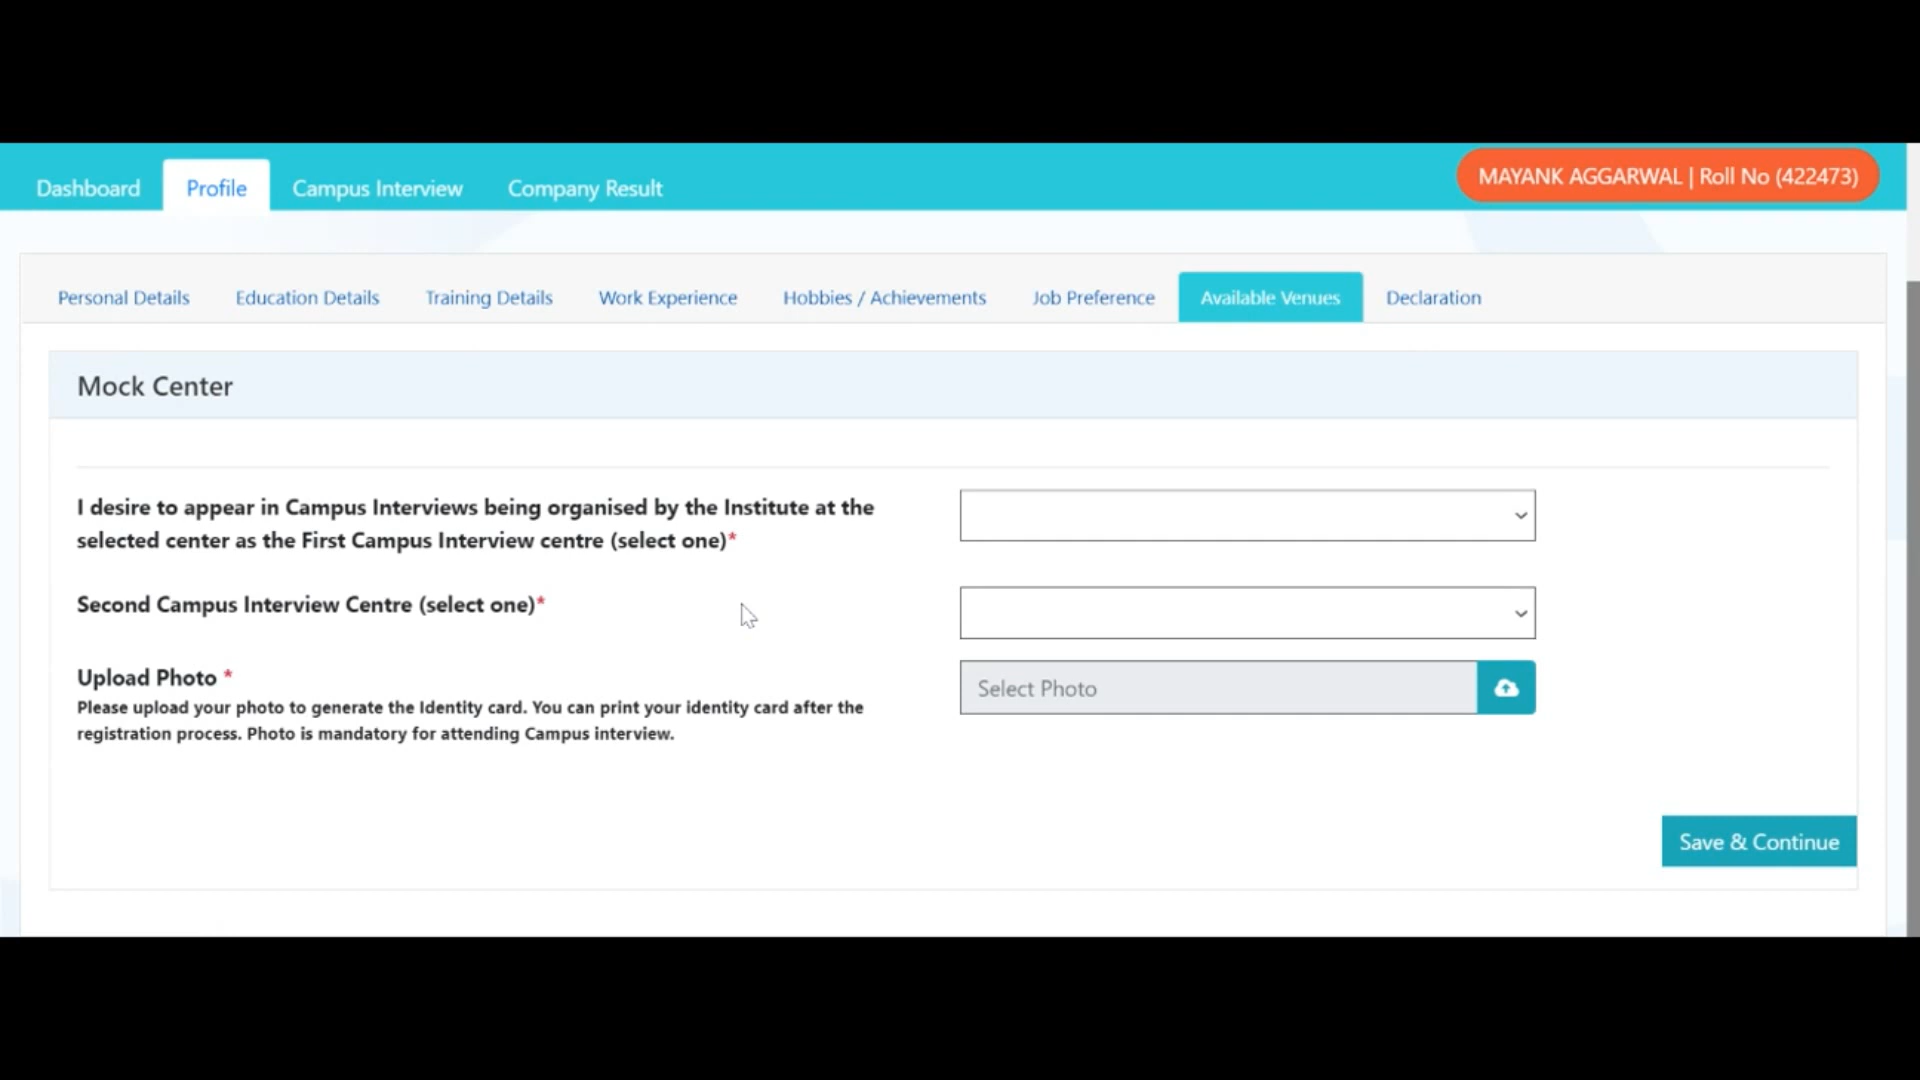 Dashboard Profile Campus Interview Company Result MAYANK AGGARWAL | Roll No (422473)
Personal Details Education Details Training Details Work Experience Hobbies / Achievements Job Preference Available Venues Declaration
Mock Center
I desire to appear in Campus Interviews being organised by the Institute at the
selected center as the First Campus Interview centre (select one)*
Second Campus Interview Centre (select one)*
Upload Photo *
Select Photo
Please upload your photo to generate the Identity card. You can print your identity card after the
registration process. Photo is mandatory for attending Campus interview.
Save & Continue